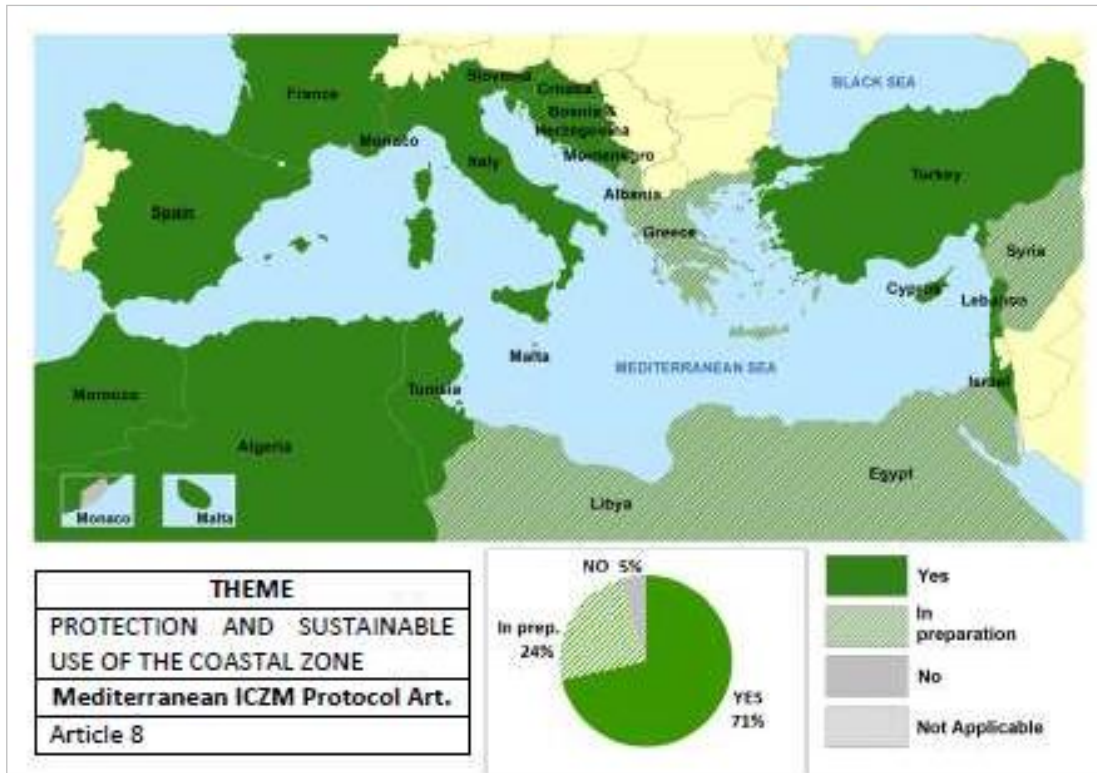 BLACK SEA
France
Slovenia
Croatia
Bosnia &
Herzegovina
Monaco
Italy
Montenegro
Albania
Greece
Turkey
Spain
Syria
Cyprus
Lebanon
Malta
MEDITERRANEAN SEA
Israel
Morocco
Tunisia
Algeria
Egypt
Libya
Monaco
Malta
THEME
PROTECTION AND SUSTAINABLE
USE OF THE COASTAL ZONE
Mediterranean ICZM Protocol Art.
Article 8
NO 5%
In prep.
24%
YES
71%
Yes
In
preparation
No
Not Applicable